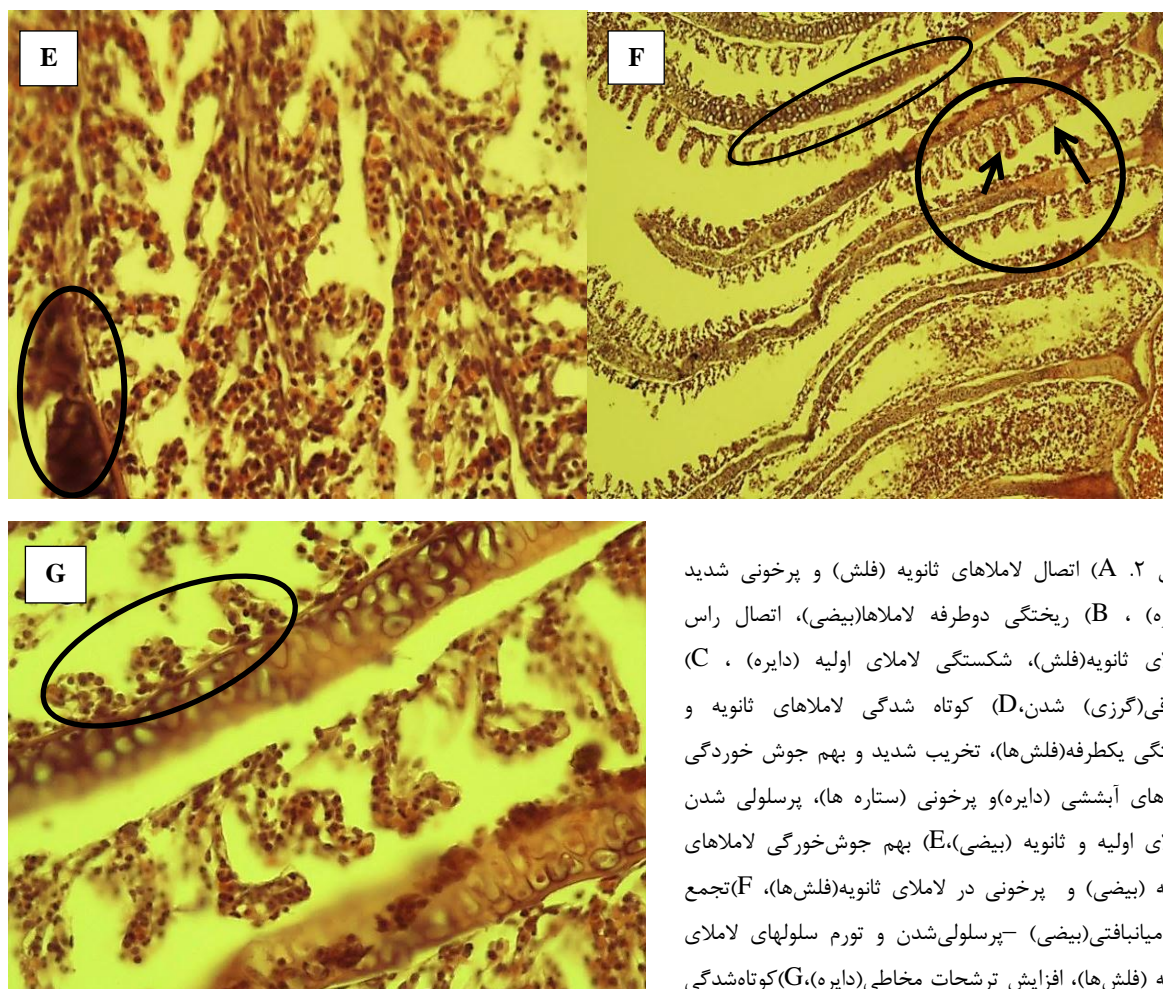 E
F
G
۲. A) اتصال لاملاهای ثانویه (فلش) و پرخونی شدید
ه) ، B) ریختگی دوطرفه لاملاها(بیضی)، اتصال راس
ی ثانویه(فلش)، شکستگی لاملای اولیه (دایره) ، C)
قی(گرزی) شدن،D) کوتاه شدگی لاملاهای ثانویه و
تگی یکطرفه(فلش‌ها)، تخریب شدید و بهم جوش خوردگی
های آبششی (دایره)و پرخونی (ستاره ها)، پرسلولی شدن
ی اولیه و ثانویه (بیضی)،E) بهم جوش‌خورگی لاملاهای
ه (بیضی) و پرخونی در لاملای ثانویه(فلش‌ها)، F)تجمع
میانبافتی(بیضی) –پرسلولی‌شدن و تورم سلولهای لاملای
ه (فلش‌ها)، افزایش ترشحات مخاطی(دایره)،G)کوتاه‌شدگی